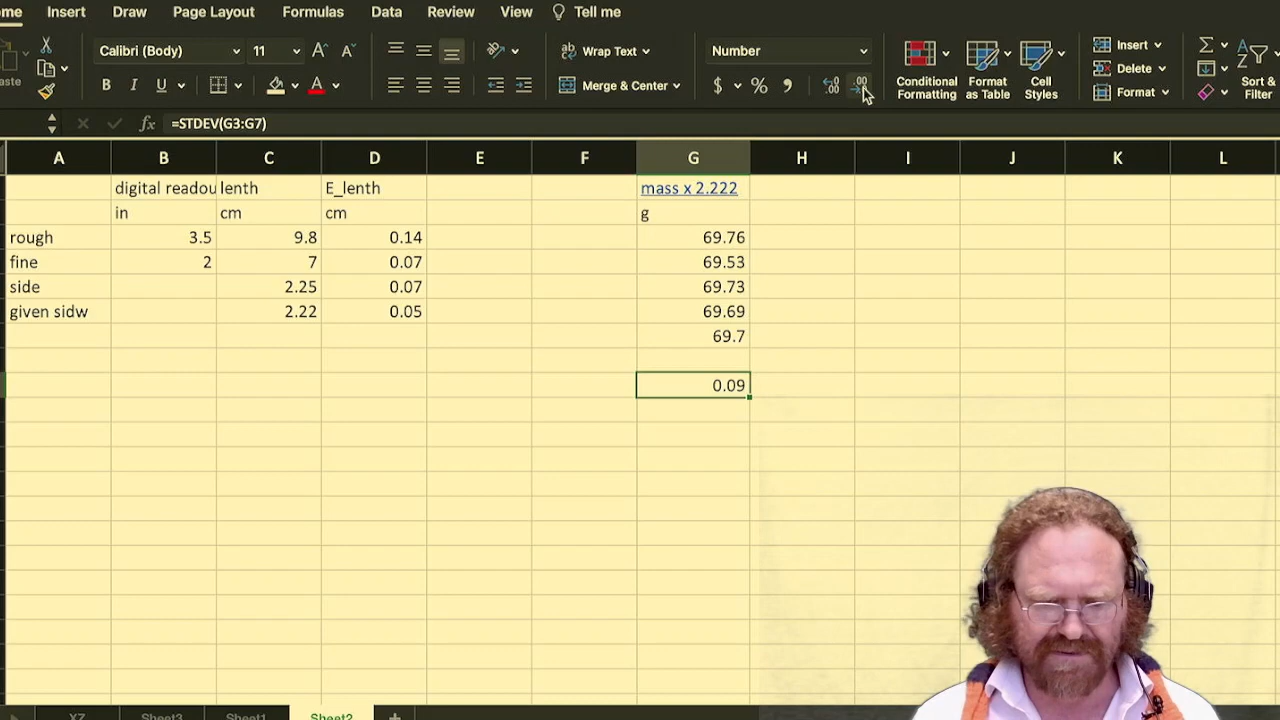 ome Insert Draw Page Layout Formulas Data Review View Tell me
Calibri (Body) 11 Wrap Text Number Insert
Delete
aste Merge & Center Conditional Formatting Format as Table Cell Styles Format Sort & Filter
fx =STDEV(G3:G7)
A B C D E F G H I J K L
digital readou lenth E_lenth mass x 2.222
in cm cm g
rough 3.5 9.8 0.14 69.76
fine 2 7 0.07 69.53
side 2.25 0.07 69.73
given sidw 2.22 0.05 69.69
69.7
0.09
XZ Sheet3 Sheet1 Sheet2 +